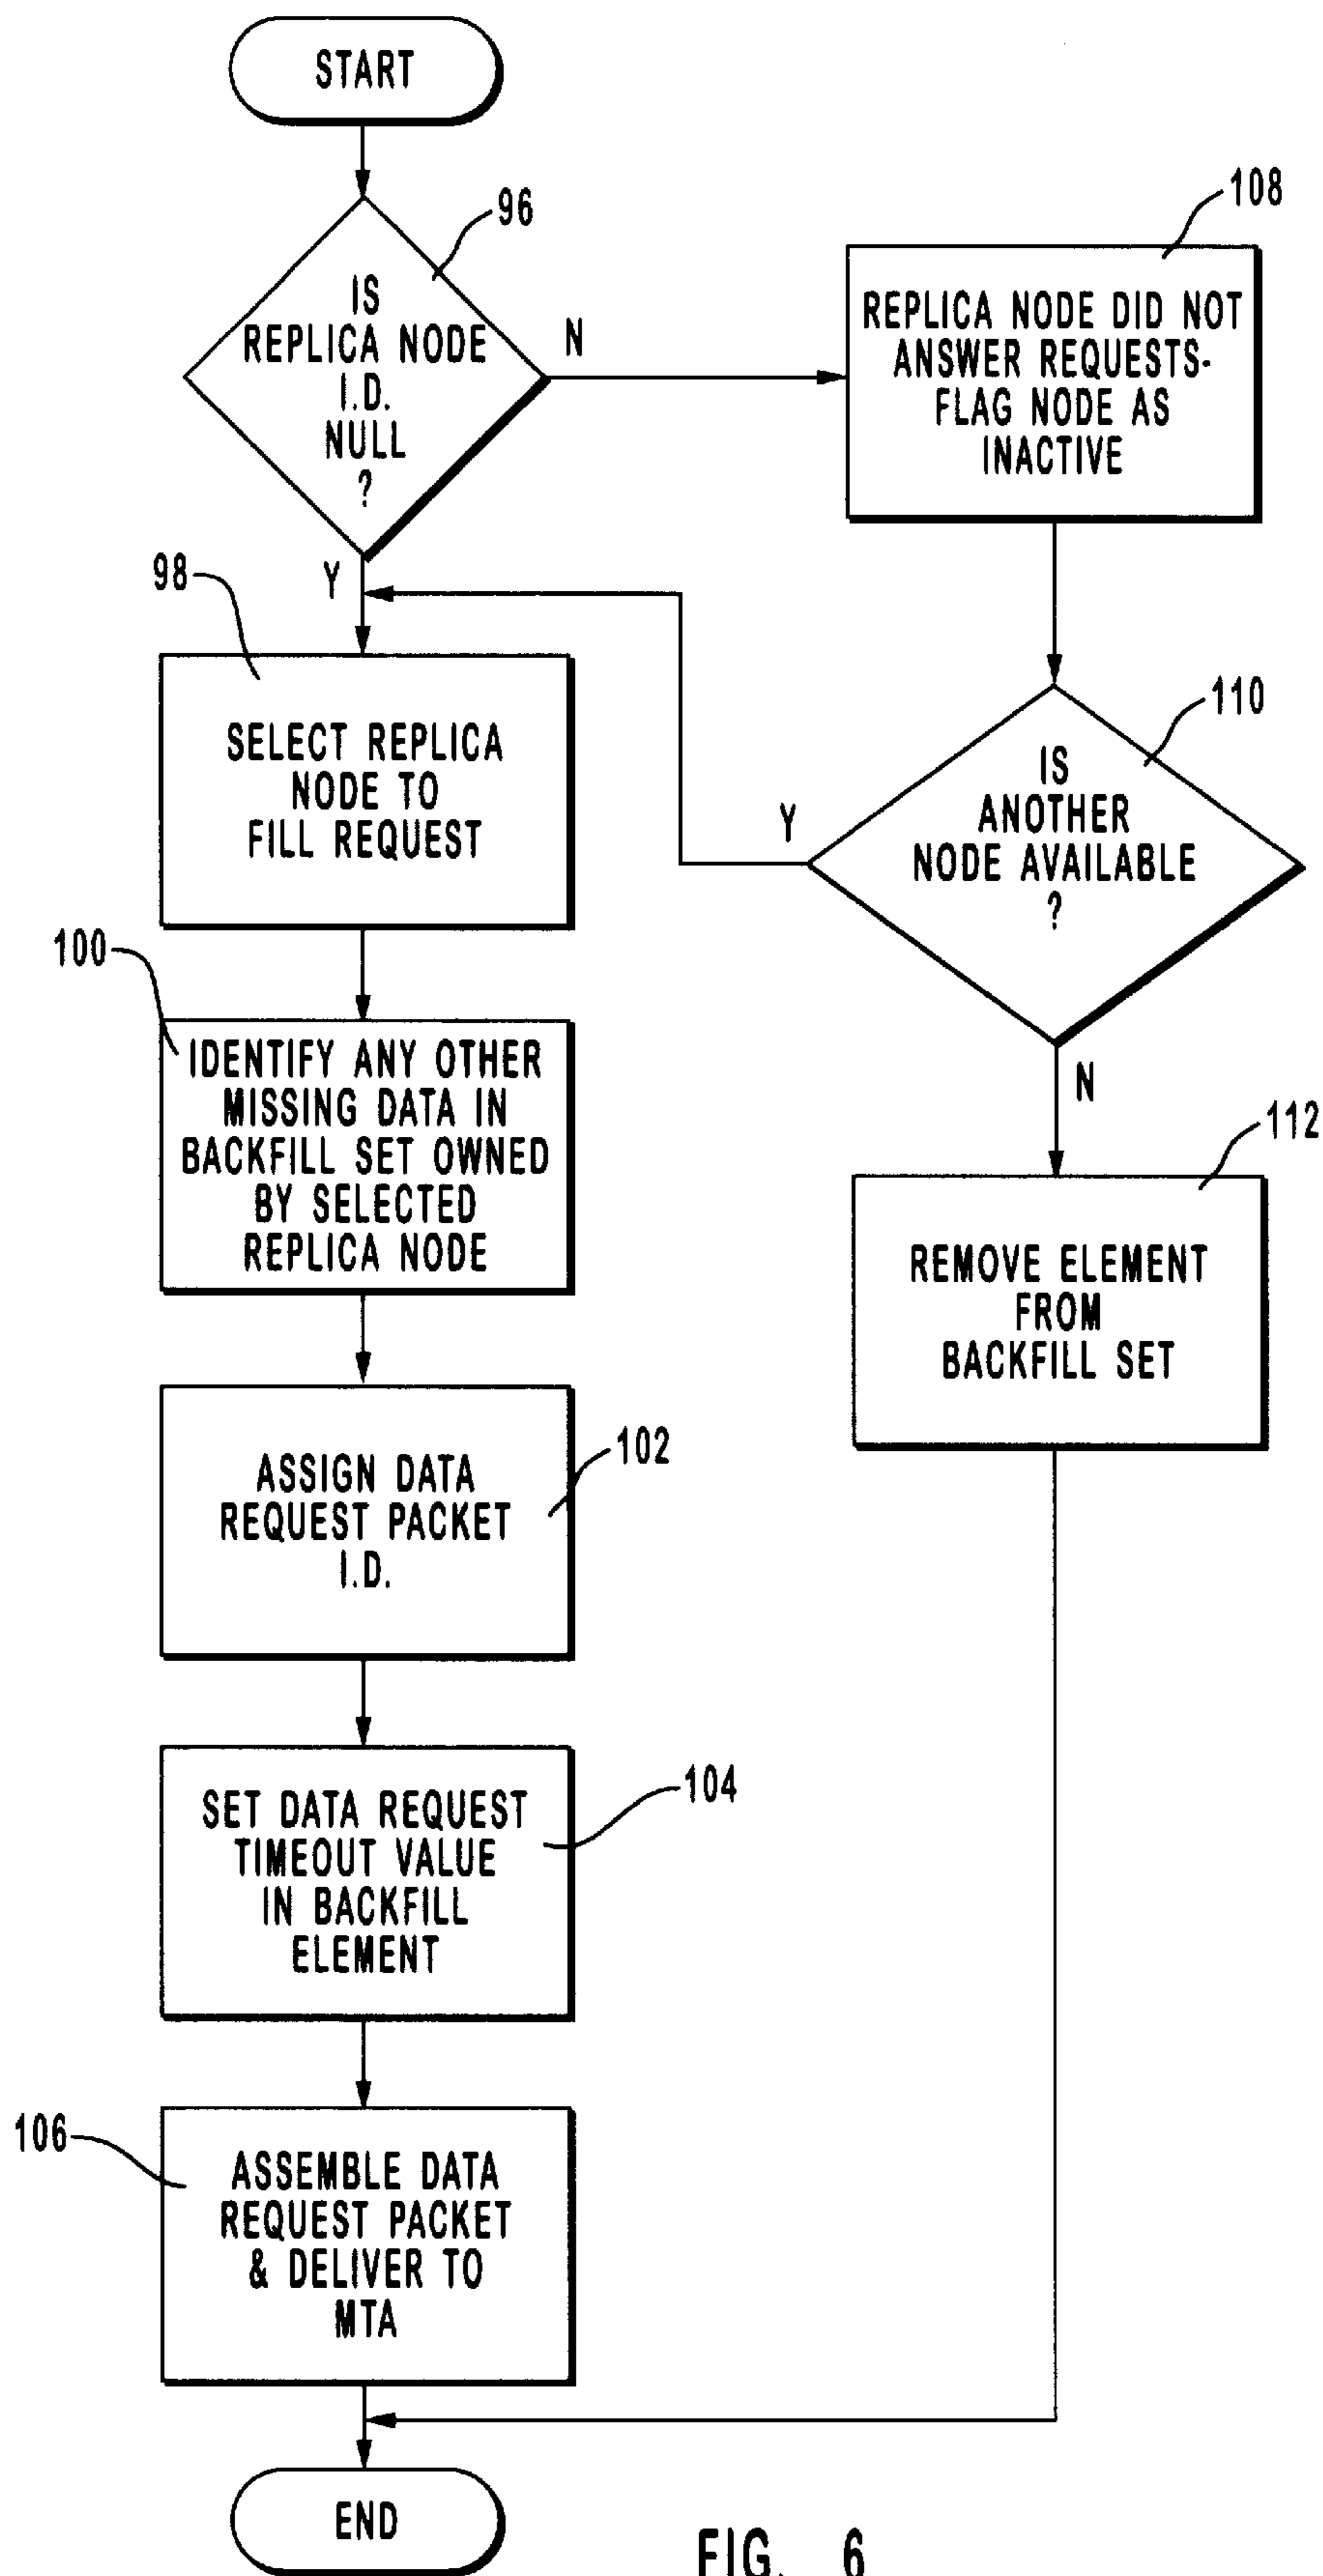 START
96
IS
REPLICA NODE
I.D.
NULL
?
N
Y
108
REPLICA NODE DID NOT
ANSWER REQUESTS-
FLAG NODE AS
INACTIVE
98
SELECT REPLICA
NODE TO
FILL REQUEST
110
IS
ANOTHER
NODE AVAILABLE
?
Y
N
100
IDENTIFY ANY OTHER
MISSING DATA IN
BACKFILL SET OWNED
BY SELECTED
REPLICA NODE
112
REMOVE ELEMENT
FROM
BACKFILL SET
102
ASSIGN DATA
REQUEST PACKET
I.D.
104
SET DATA REQUEST
TIMEOUT VALUE
IN BACKFILL
ELEMENT
106
ASSEMBLE DATA
REQUEST PACKET
& DELIVER TO
MTA
END
FIG. 6